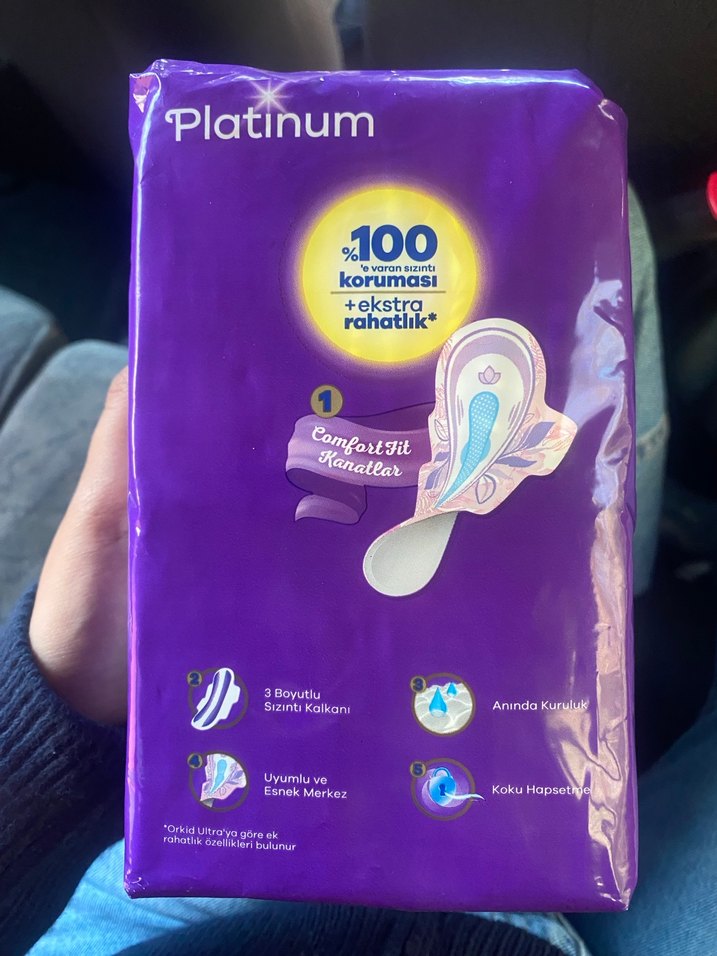 Platinum
%100
'e varan sızıntı
koruması
+ekstra
rahatlık*
1
Comfort Fit
Kanatlar
2
3 Boyutlu
Sızıntı Kalkanı
3
Anında Kuruluk
4
Uyumlu ve
Esnek Merkez
5
Koku Hapsetme
*Orkid Ultra'ya göre ek
rahatlık özellikleri bulunur